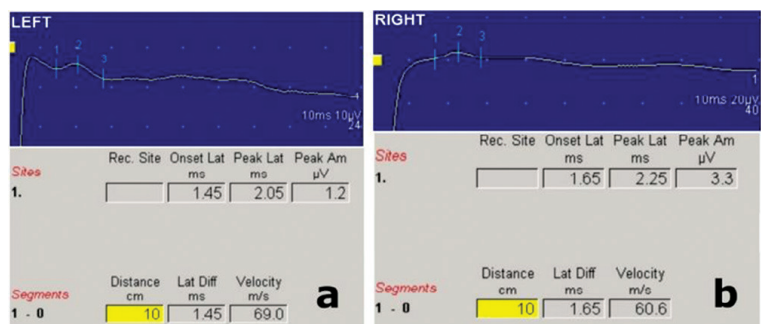 LEFT
1 2 3
4
10ms 10µV
24
Rec. Site Onset Lat Peak Lat Peak Am
ms ms µV
Sites
1. 1.45 2.05 1.2
Distance Lat Diff Velocity
cm ms m/s
Segments
1 - 0 10 1.45 69.0
a
RIGHT
1 2 3
1
10ms 20µV
40
Rec. Site Onset Lat Peak Lat Peak Am
ms ms µV
Sites
1. 1.65 2.25 3.3
Distance Lat Diff Velocity
cm ms m/s
Segments
1 - 0 10 1.65 60.6
b